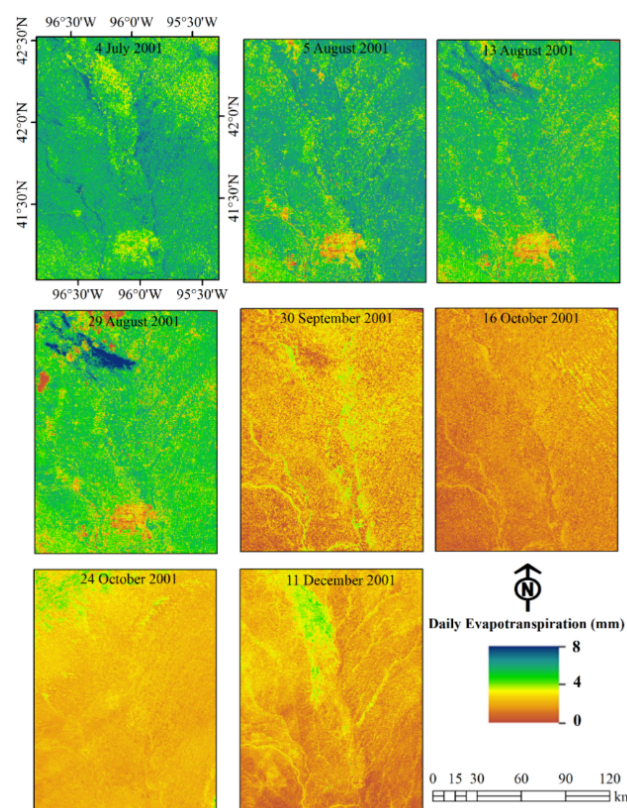 96°30'W 96°0'W 95°30'W
42°30'N
42°0'N
41°30'N
4 July 2001
5 August 2001
13 August 2001
42°0'N
41°30'N
96°30'W 96°0'W 95°30'W
29 August 2001
30 September 2001
16 October 2001
24 October 2001
11 December 2001
N
Daily Evapotranspiration (mm)
8
4
0
0 15 30 60 90 120
km